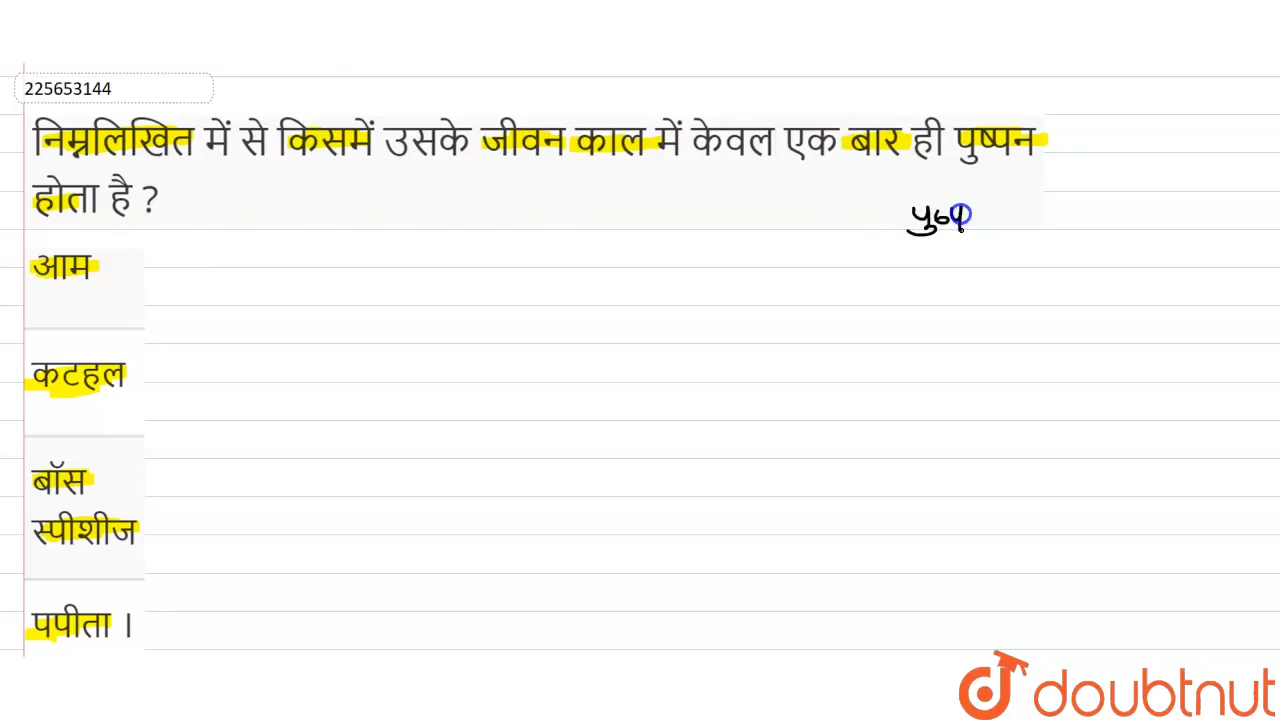 225653144
निम्नलिखित में से किसमें उसके जीवन काल में केवल एक बार ही पुष्पन
होता है ?
आम
कटहल
बॉस
स्पीशीज
पपीता ।
doubtnut